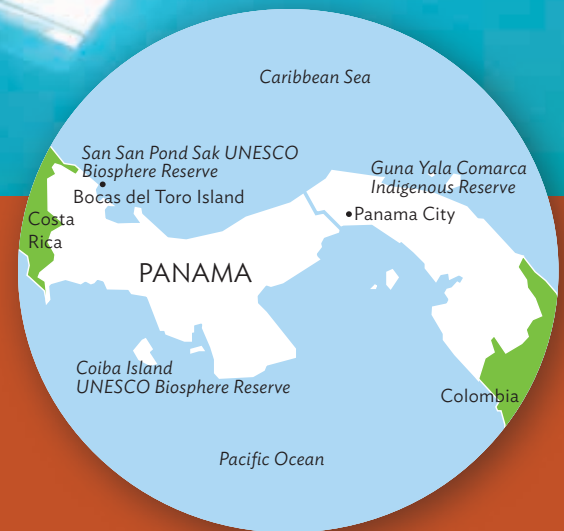 Caribbean Sea
San San Pond Sak UNESCO
Biosphere Reserve
Bocas del Toro Island
Guna Yala Comarca
Indigenous Reserve
Panama City
Costa
Rica
PANAMA
Coiba Island
UNESCO Biosphere Reserve
Colombia
Pacific Ocean